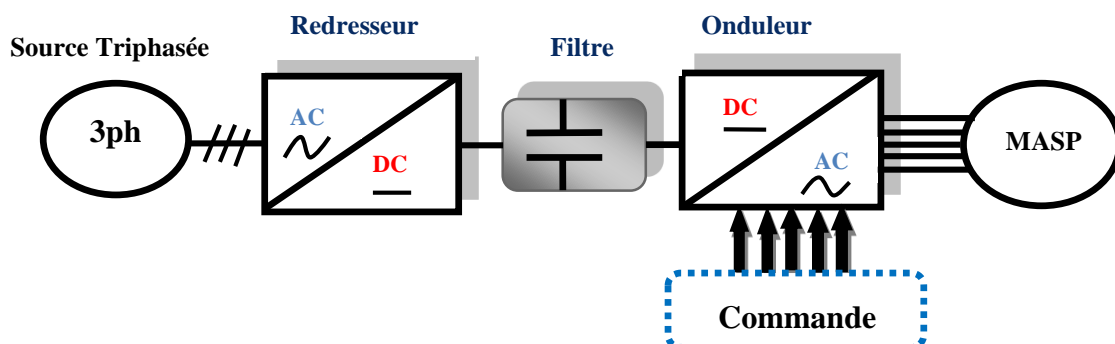 Redresseur
Onduleur
Source Triphasée
Filtre
3ph
AC
DC
DC
AC
MASP
Commande